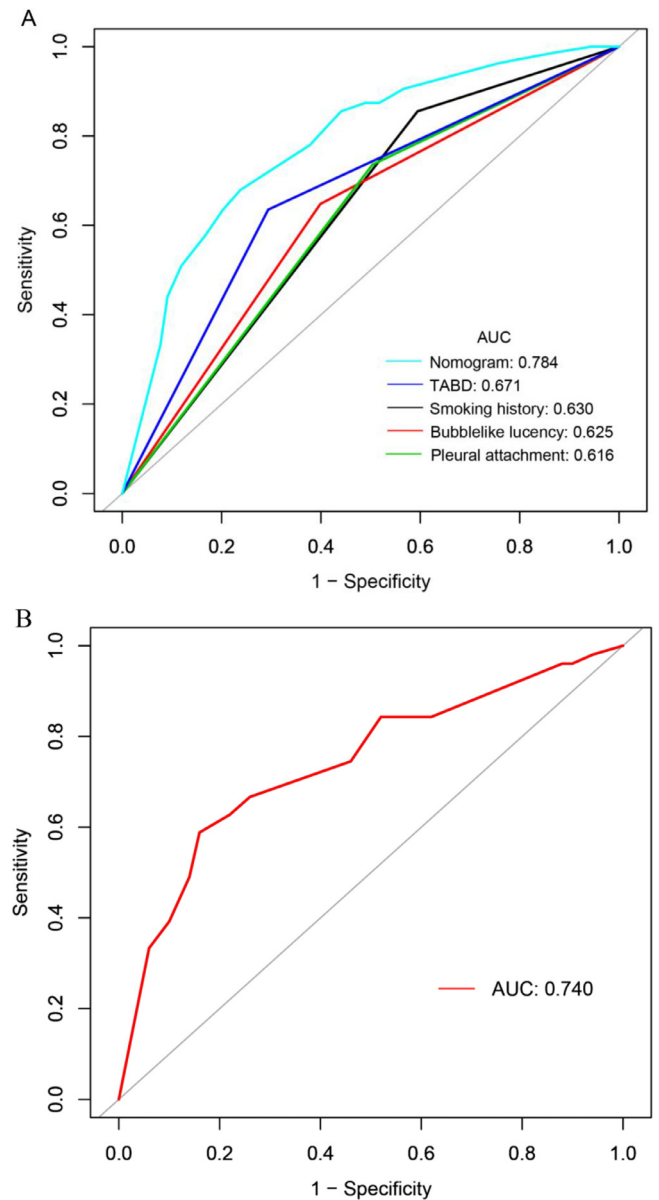 A
1.0
0.8
0.6
0.4
0.2
0.0
Sensitivity
AUC
Nomogram: 0.784
TABD: 0.671
Smoking history: 0.630
Bubblelike lucency: 0.625
Pleural attachment: 0.616
0.0 0.2 0.4 0.6 0.8 1.0
1 − Specificity
B
1.0
0.8
0.6
0.4
0.2
0.0
Sensitivity
AUC: 0.740
0.0 0.2 0.4 0.6 0.8 1.0
1 − Specificity